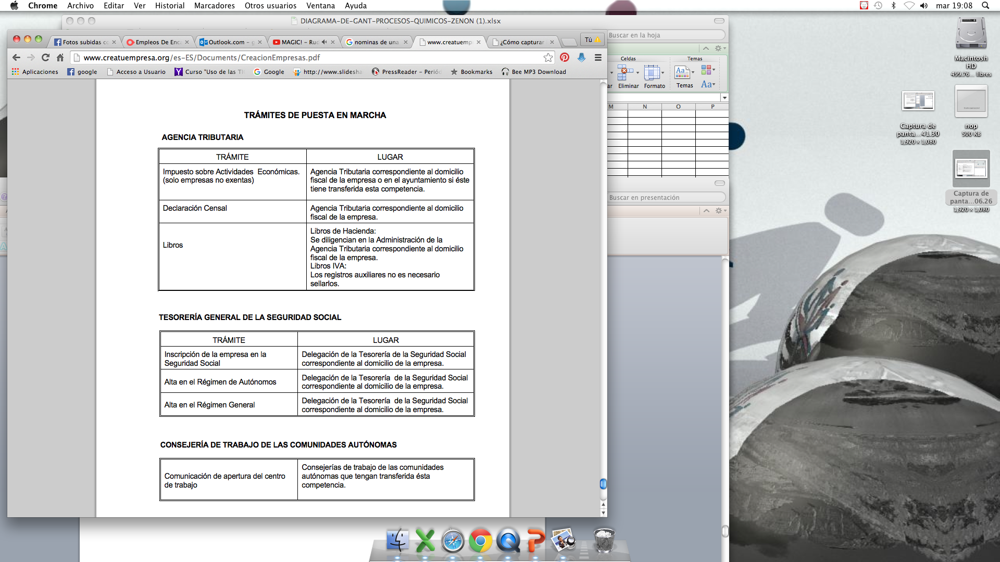 Chrome Archivo Editar Ver Historial Marcadores Otros usuarios Ventana Ayuda
mar 19:08
DIAGRAMA-DE-GANT-PROCESOS-QUIMICOS-ZENON (1).xlsx
Buscar en la hoja
Fotos subidas
Empleos De Enc
Outlook.com – g
MAGIC! – Rud
nominas de una
www.creatuemp
¿Cómo capturar
Tú
www.creatuempresa.org/es-ES/Documents/CreacionEmpresas.pdf
Aplicaciones
google
Acceso a Usuario
Curso "Uso de las TI
Google
http://www.slidesha
PressReader – Periód
Bookmarks
Bee MP3 Download
Celdas
Temas
Eliminar
Formato
Temas
Aa
M N O P
Buscar en presentación
TRÁMITES DE PUESTA EN MARCHA
AGENCIA TRIBUTARIA
TRÁMITE
LUGAR
Impuesto sobre Actividades  Económicas.
(solo empresas no exentas)
Agencia Tributaria correspondiente al domicilio
fiscal de la empresa o en el ayuntamiento si éste
tiene transferida esta competencia.
Declaración Censal
Agencia Tributaria correspondiente al domicilio
fiscal de la empresa.
Libros
Libros de Hacienda:
Se diligencian en la Administración de la
Agencia Tributaria correspondiente al domicilio
fiscal de la empresa.
Libros IVA:
Los registros auxiliares no es necesario
sellarlos.
TESORERÍA GENERAL DE LA SEGURIDAD SOCIAL
TRÁMITE
LUGAR
Inscripción de la empresa en la
Seguridad Social
Delegación de la Tesorería de la Seguridad Social
correspondiente al domicilio de la empresa.
Alta en el Régimen de Autónomos
Delegación de la Tesorería  de la Seguridad Social
correspondiente al domicilio de la empresa.
Alta en el Régimen General
Delegación de la Tesorería  de la Seguridad Social
correspondiente al domicilio de la empresa.
CONSEJERÍA DE TRABAJO DE LAS COMUNIDADES AUTÓNOMAS
Comunicación de apertura del centro
de trabajo
Consejerías de trabajo de las comunidades
autónomas que tengan transferida ésta
competencia.
Macintosh
HD
499.76... libres
Captura de
panta...41.30
1,920 × 1,080
nop
500 KB
Captura de
panta...06.26
1,920 × 1,080